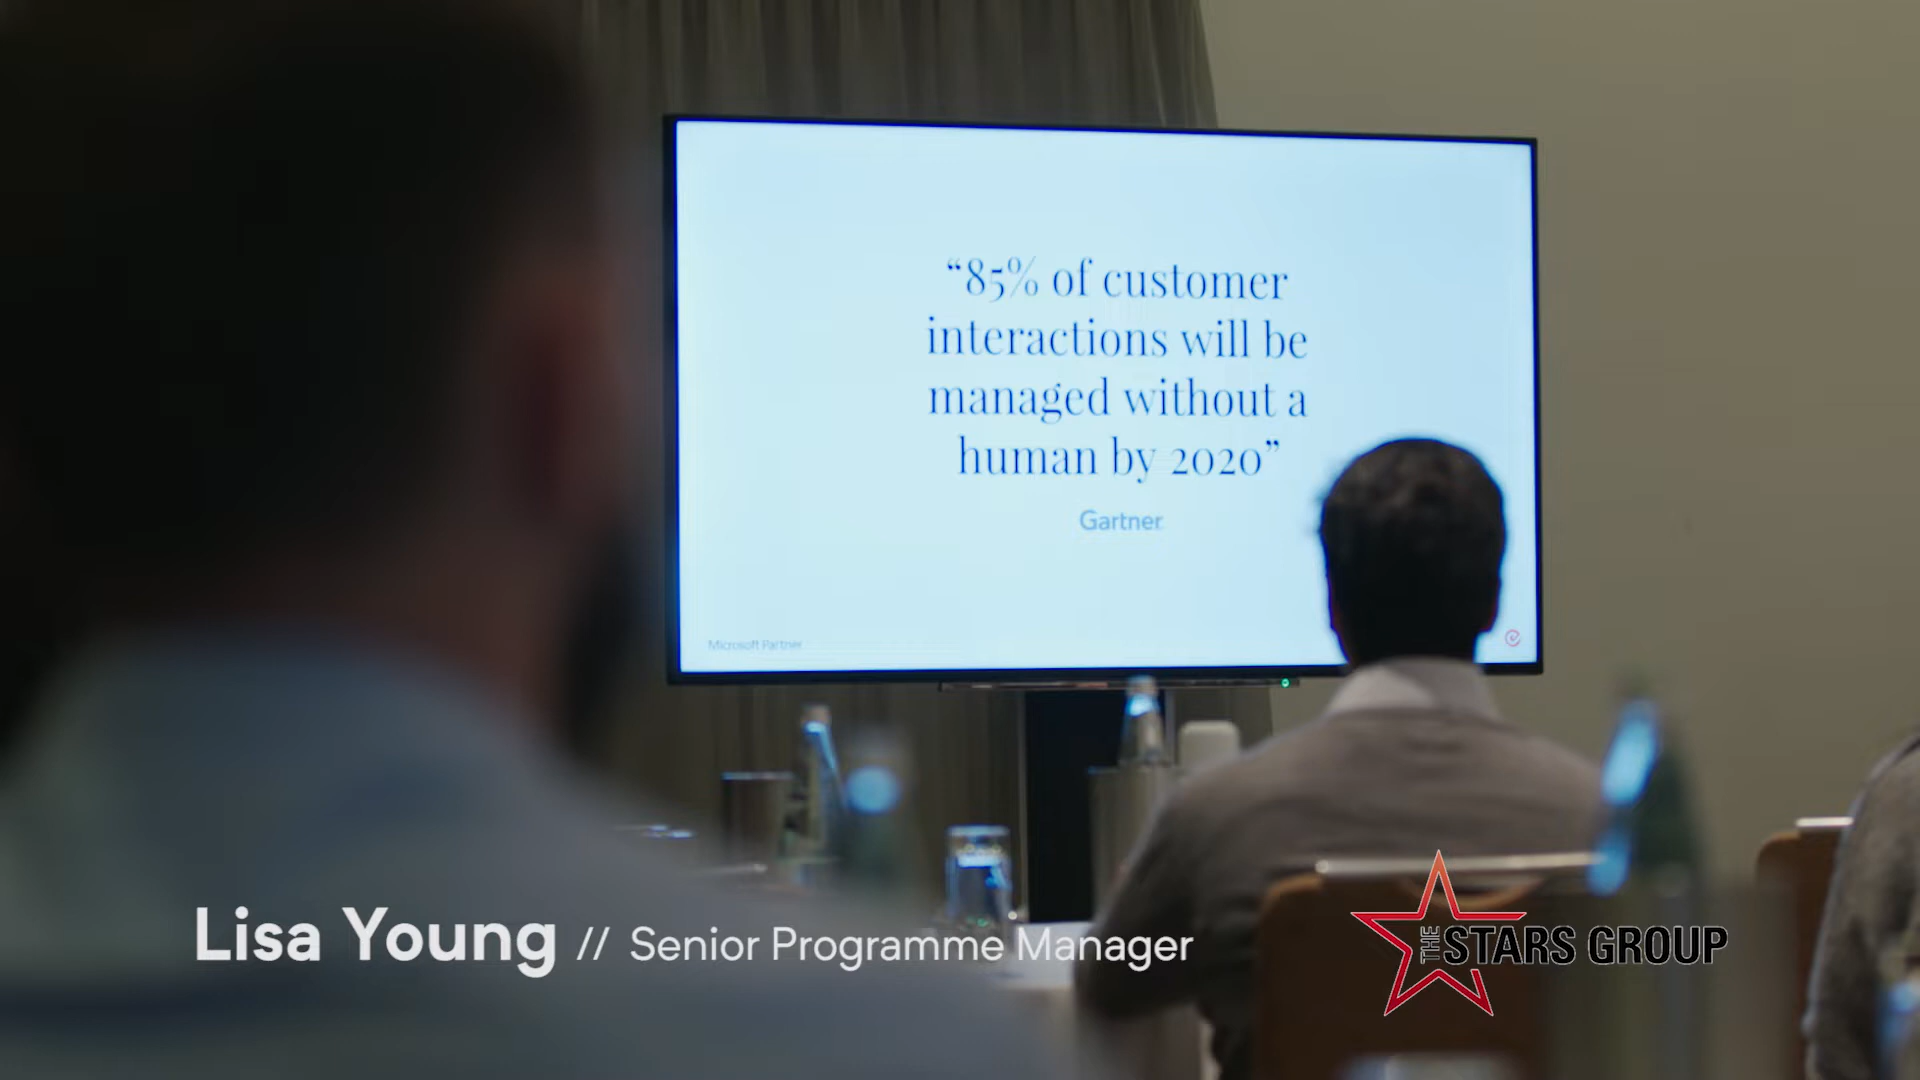 “85% of customer
interactions will be
managed without a
human by 2020”
Gartner
Microsoft Partner
Lisa Young // Senior Programme Manager
THE STARS GROUP